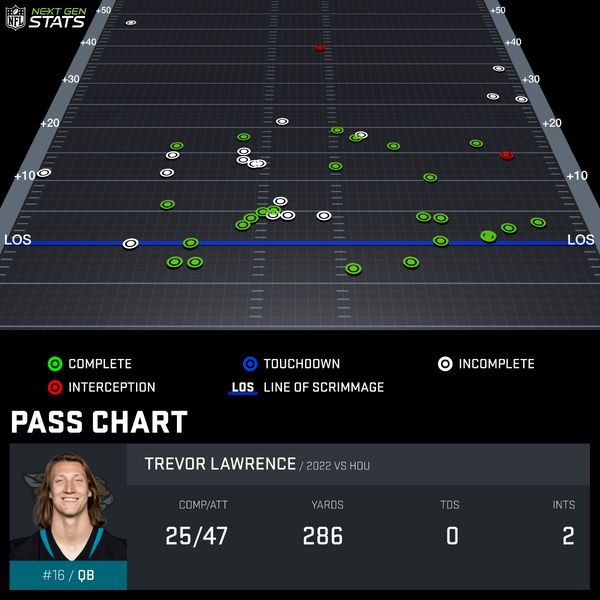 NFL NEXT GEN STATS
+50 +50
+40 +40
+30 +30
+20 +20
+10 +10
LOS LOS
COMPLETE TOUCHDOWN INCOMPLETE
INTERCEPTION LOS LINE OF SCRIMMAGE
PASS CHART
TREVOR LAWRENCE / 2022 VS HOU
COMP/ATT YARDS TDS INTS
25/47 286 0 2
#16 / QB